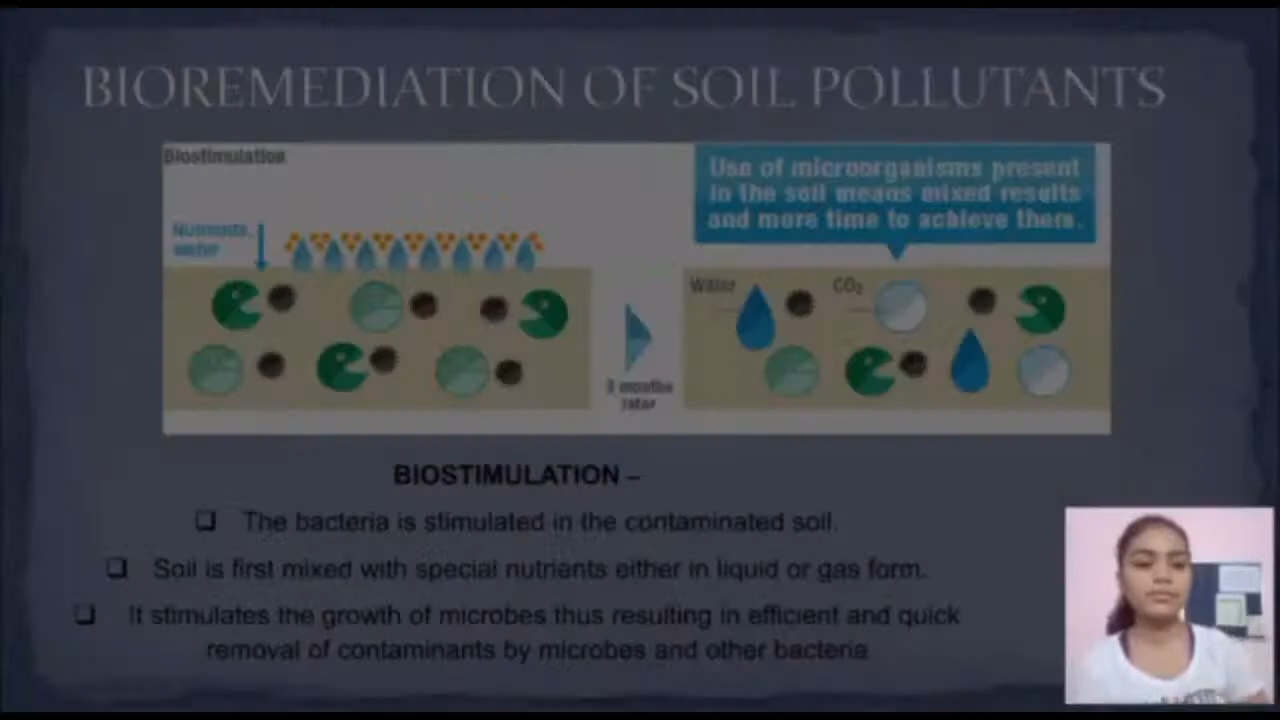 BIOREMEDIATION OF SOIL POLLUTANTS
Biostimulation
Use of microorganisms present
in the soil means mixed results
and more time to achieve them.
Nutrients,
water
Water
CO₂
months
later
BIOSTIMULATION –
❑ The bacteria is stimulated in the contaminated soil.
❑ Soil is first mixed with special nutrients either in liquid or gas form.
❑ It stimulates the growth of microbes thus resulting in efficient and quick
removal of contaminants by microbes and other bacteria